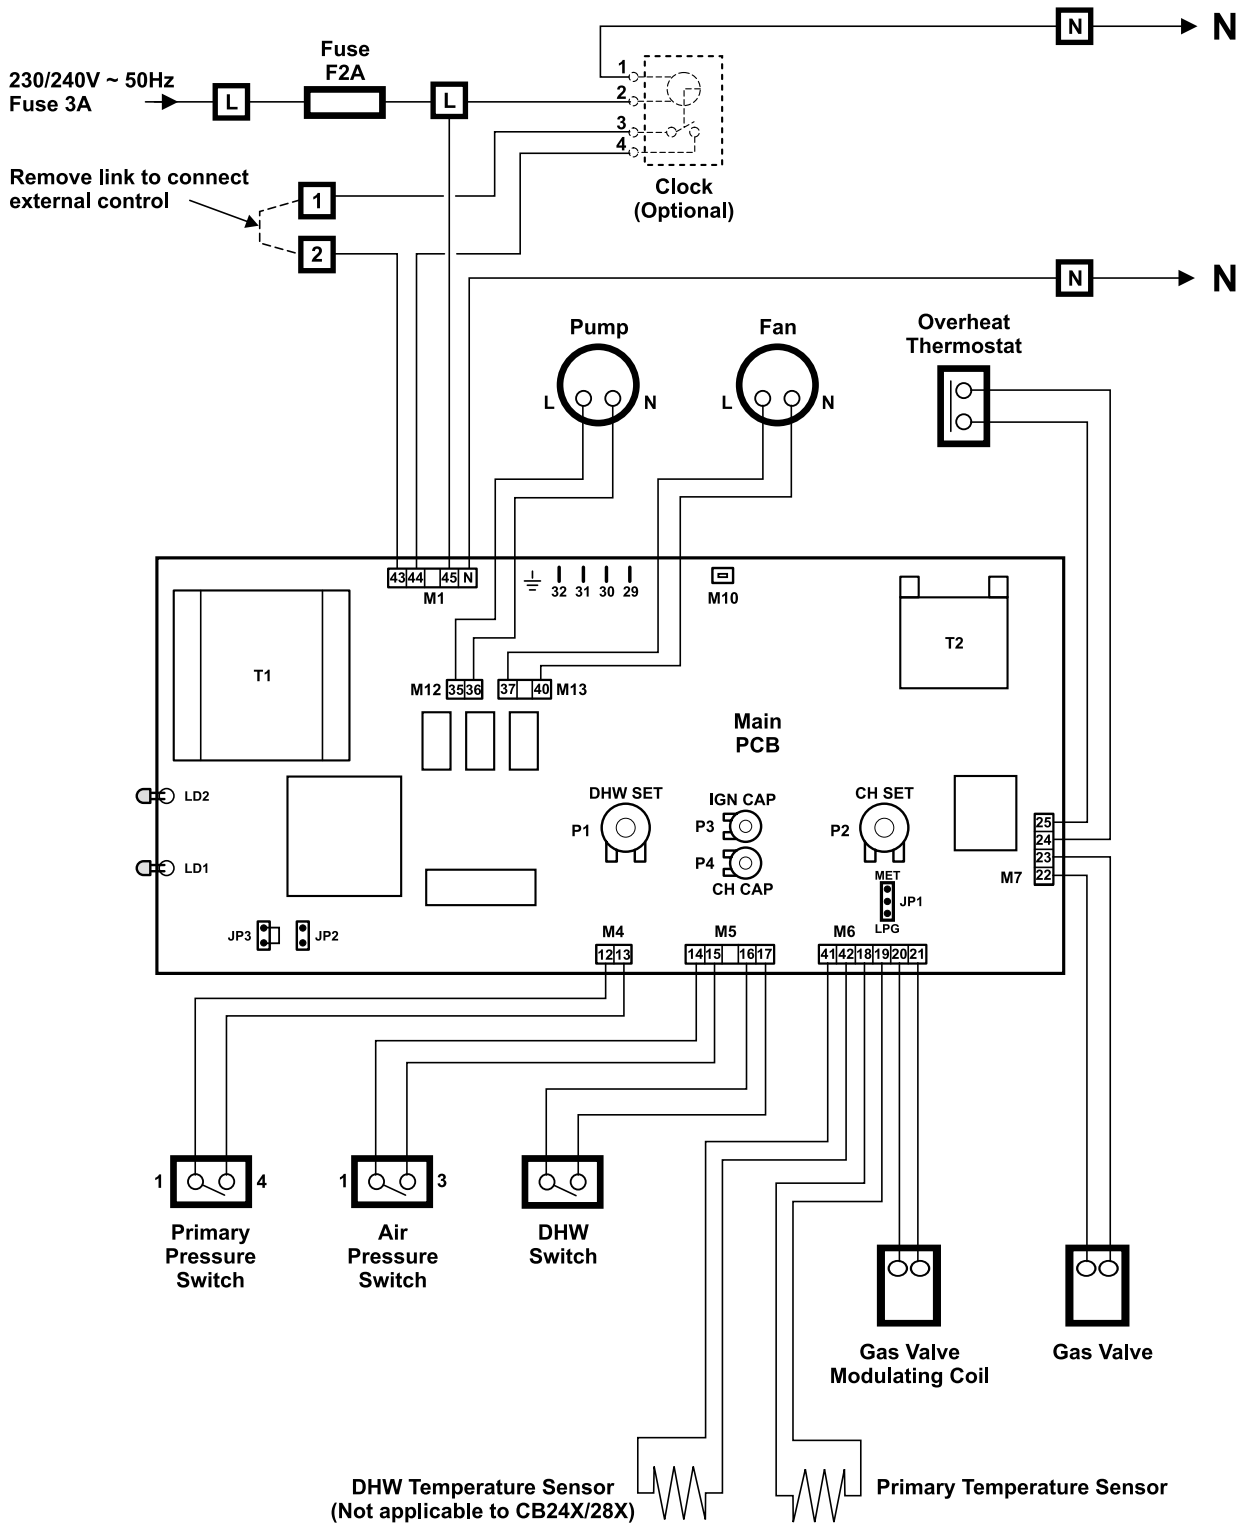 N N
Fuse
F2A
230/240V ~ 50Hz
Fuse 3A
L L
1
2
3
4
Clock
(Optional)
Remove link to connect
external control
1
2
N N
Pump
L N
Fan
L N
Overheat
Thermostat
43 44 45 N
M1
32 31 30 29
M10
T1
T2
M12 35 36
37 40 M13
Main
PCB
LD2
LD1
DHW SET
P1
IGN CAP
P3
P4
CH CAP
CH SET
P2
MET
JP1
LPG
25
24
23
22
M7
JP3
JP2
M4
12 13
M5
14 15 16 17
M6
41 42 18 19 20 21
1 4
Primary
Pressure
Switch
1 3
Air
Pressure
Switch
DHW
Switch
Gas Valve
Modulating Coil
Gas Valve
DHW Temperature Sensor
(Not applicable to CB24X/28X)
Primary Temperature Sensor